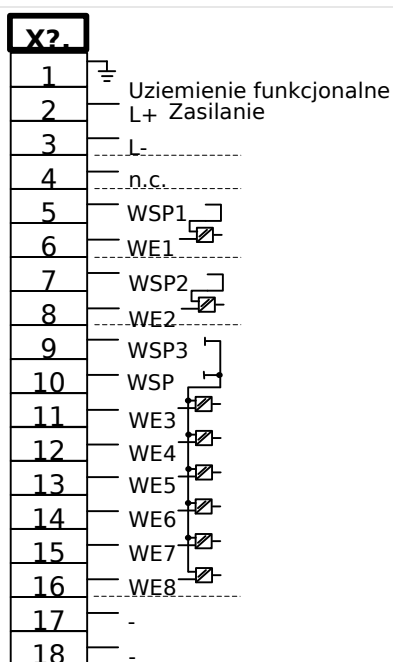 X?.
1
Uziemienie funkcjonalne
2 L+ Zasilanie
3 L-
4 n.c.
5 WSP1
6 WE1
7 WSP2
8 WE2
9 WSP3
10 WSP
11 WE3
12 WE4
13 WE5
14 WE6
15 WE7
16 WE8
17 -
18 -